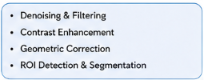 • Denoising & Filtering
• Contrast Enhancement
• Geometric Correction
• ROI Detection & Segmentation